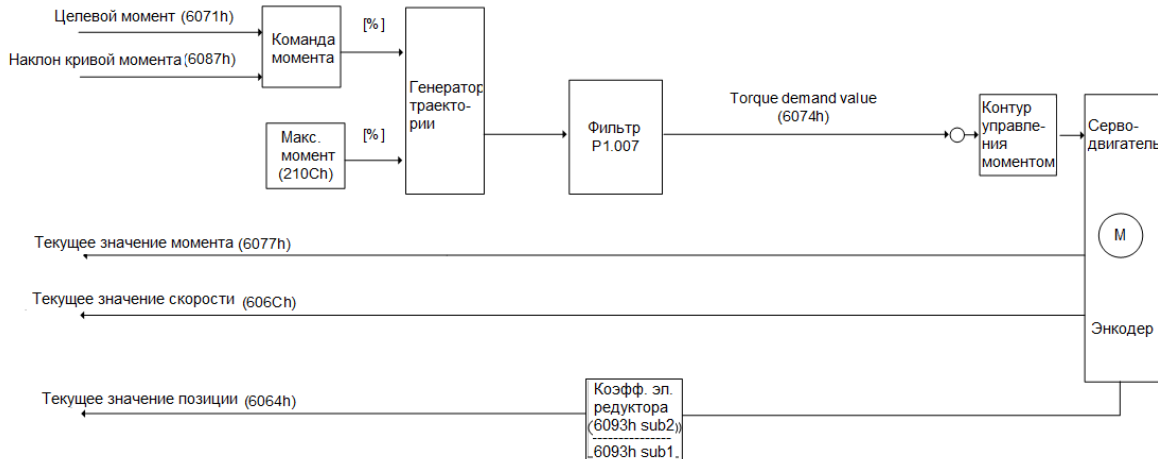 Целевой момент (6071h)
Наклон кривой момента (6087h)
Команда
момента
[%]
Макс.
момент
(210Ch)
[%]
Генератор
траекто-
рии
Фильтр
P1.007
Torque demand value
(6074h)
Контур
управле-
ния
моментом
Серво-
двигатель
M
Энкодер
Текущее значение момента (6077h)
Текущее значение скорости (606Ch)
Текущее значение позиции (6064h)
Коэфф. эл.
редуктора
(6093h sub2))
6093h sub1